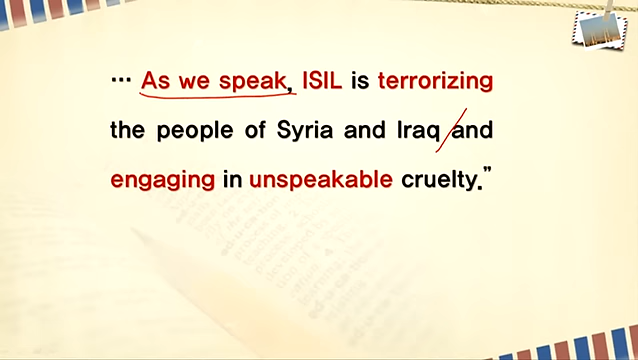 … As we speak, ISIL is terrorizing
the people of Syria and Iraq and
engaging in unspeakable cruelty.”